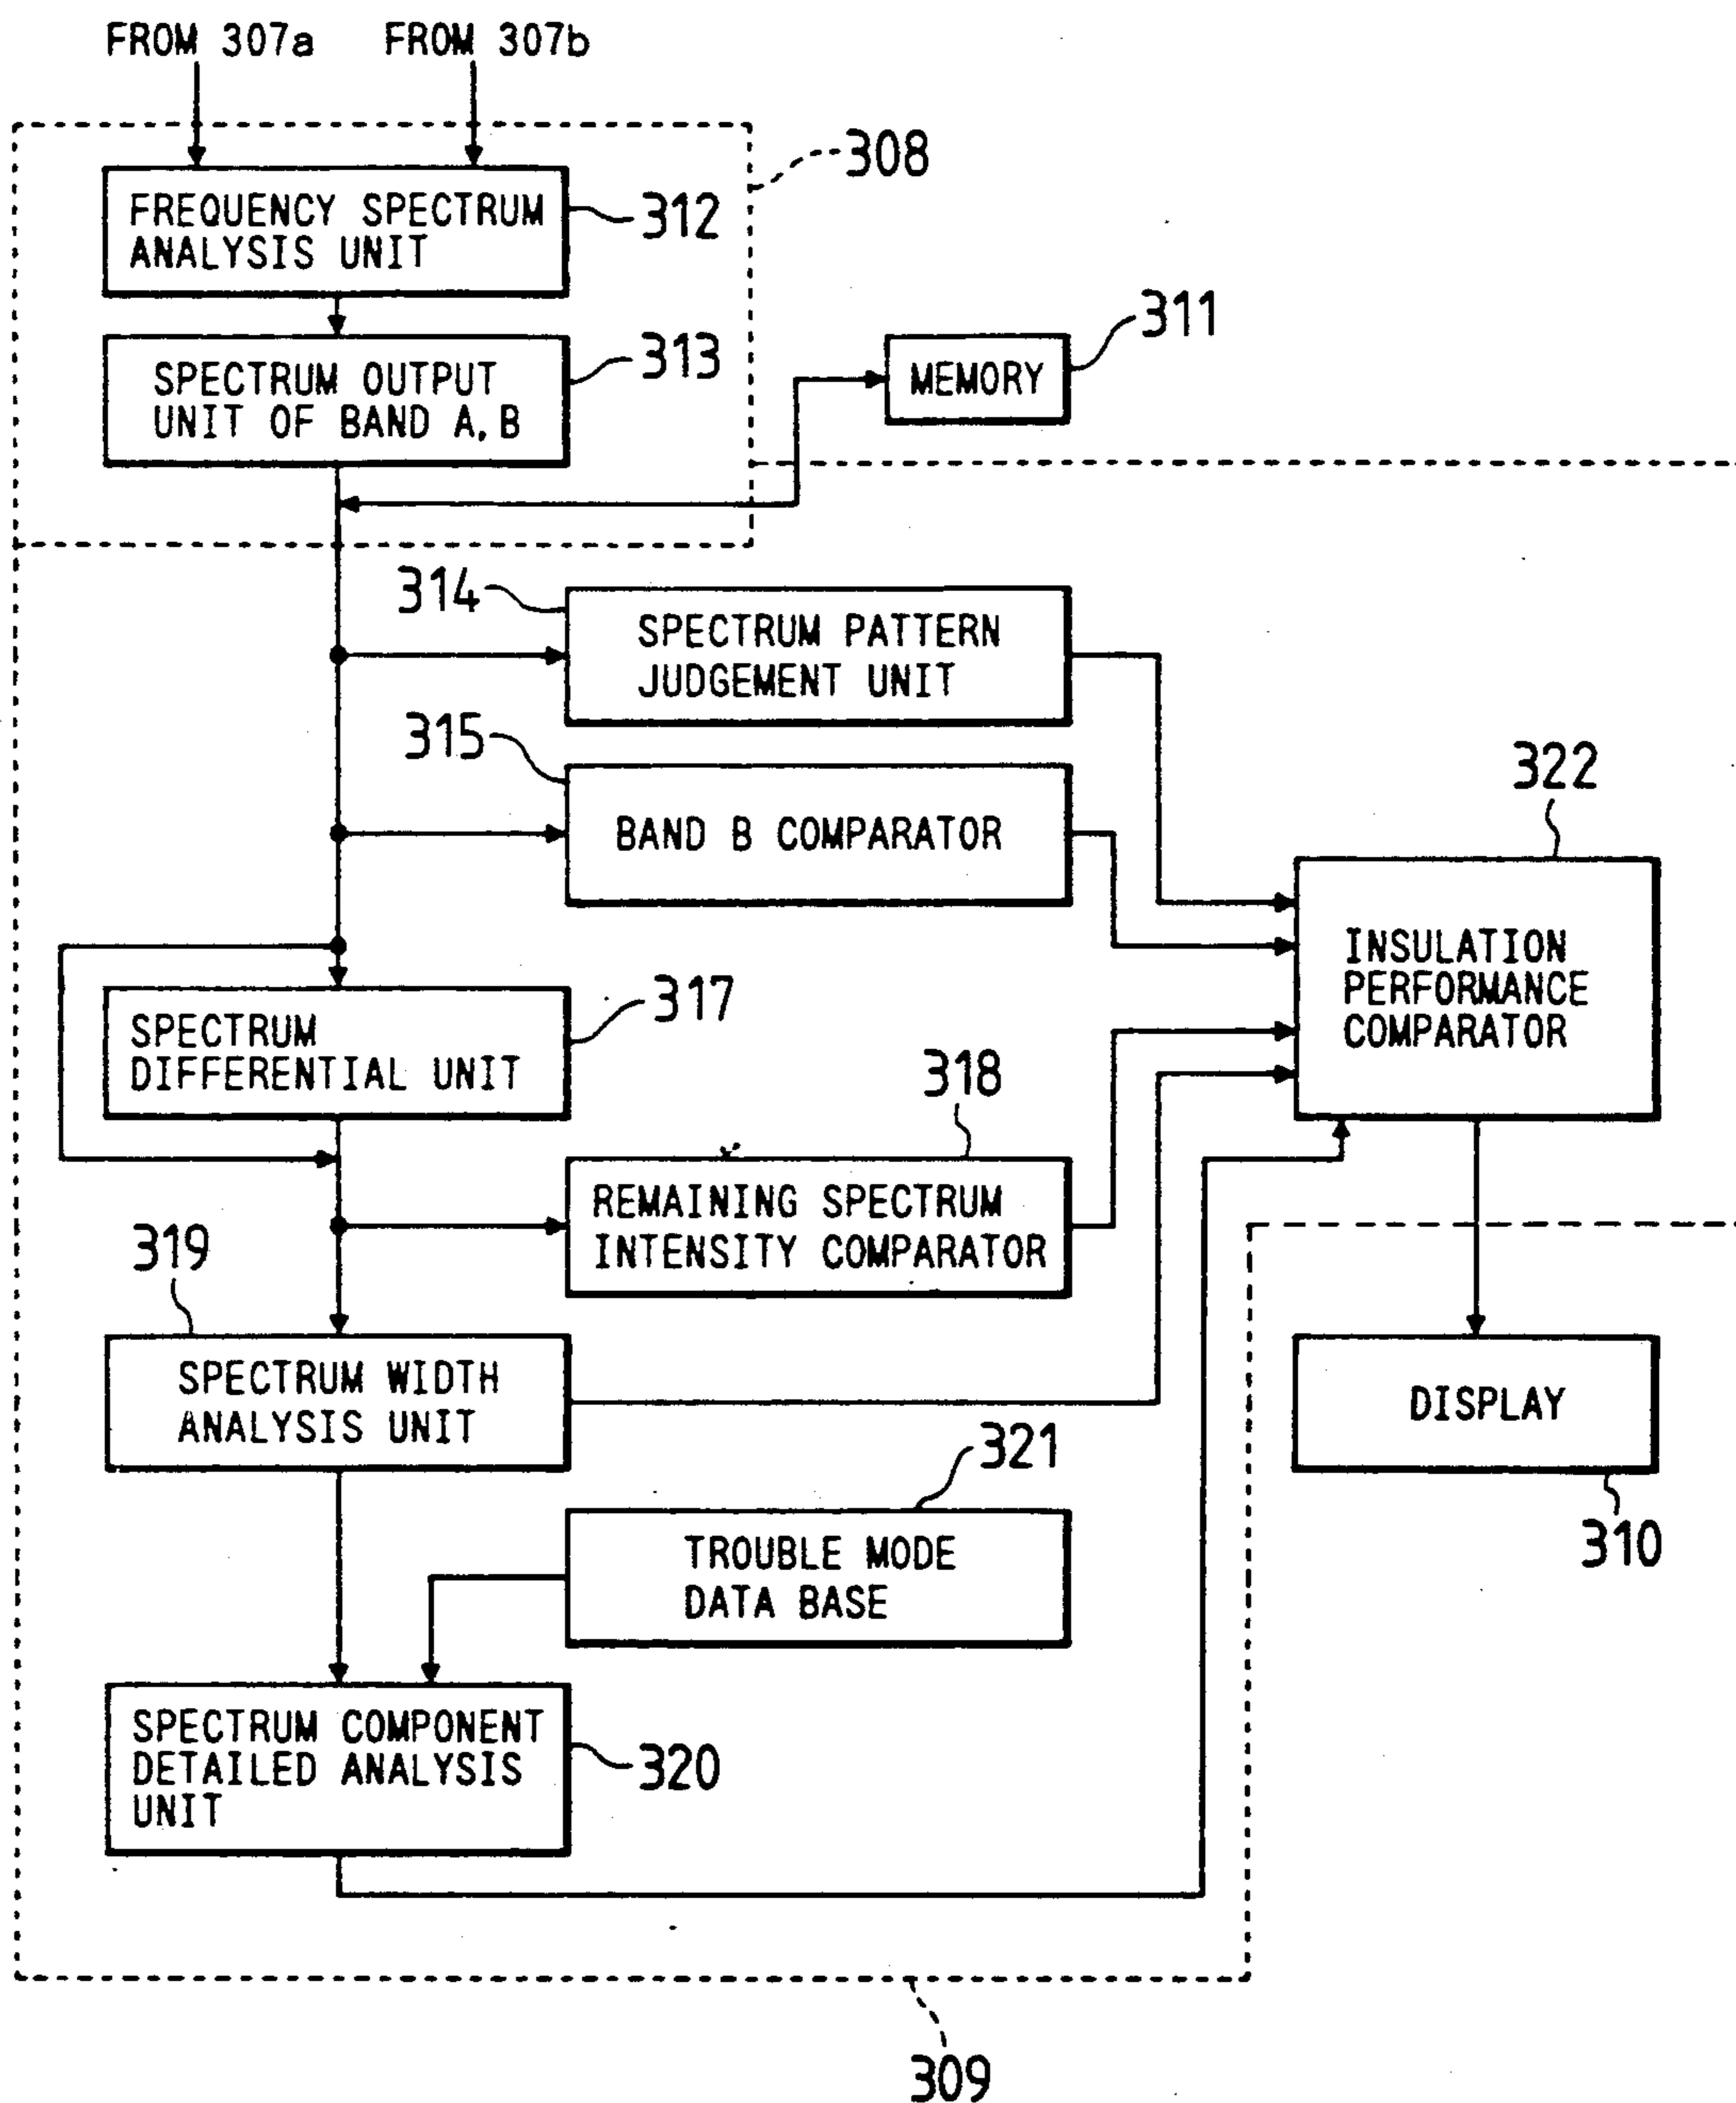 FROM 307a
FROM 307b
308
FREQUENCY SPECTRUM
ANALYSIS UNIT
312
SPECTRUM OUTPUT
UNIT OF BAND A, B
313
MEMORY
311
314
SPECTRUM PATTERN
JUDGEMENT UNIT
315
BAND B COMPARATOR
322
INSULATION
PERFORMANCE
COMPARATOR
SPECTRUM
DIFFERENTIAL UNIT
317
318
REMAINING SPECTRUM
INTENSITY COMPARATOR
319
SPECTRUM WIDTH
ANALYSIS UNIT
DISPLAY
310
321
TROUBLE MODE
DATA BASE
SPECTRUM COMPONENT
DETAILED ANALYSIS
UNIT
320
309